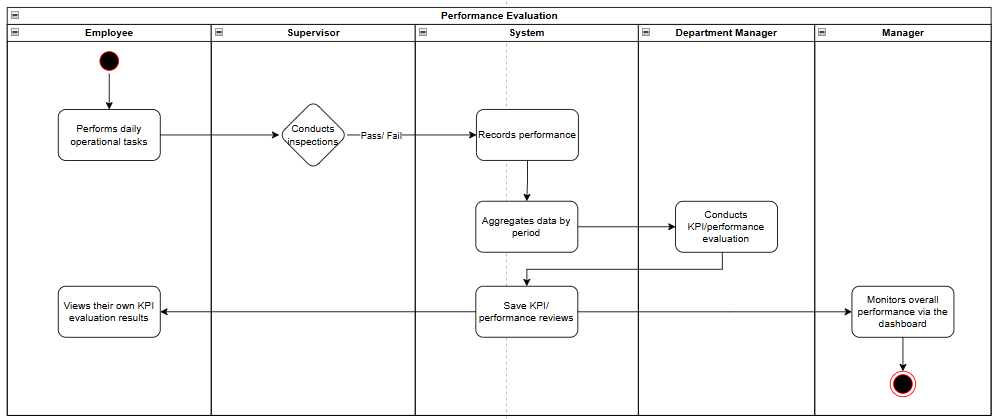 Performance Evaluation
Employee
Supervisor
System
Department Manager
Manager
Performs daily
operational tasks
Conducts
inspections
Pass/ Fail
Records performance
Aggregates data by
period
Conducts
KPI/performance
evaluation
Views their own KPI
evaluation results
Save KPI/
performance reviews
Monitors overall
performance via the
dashboard